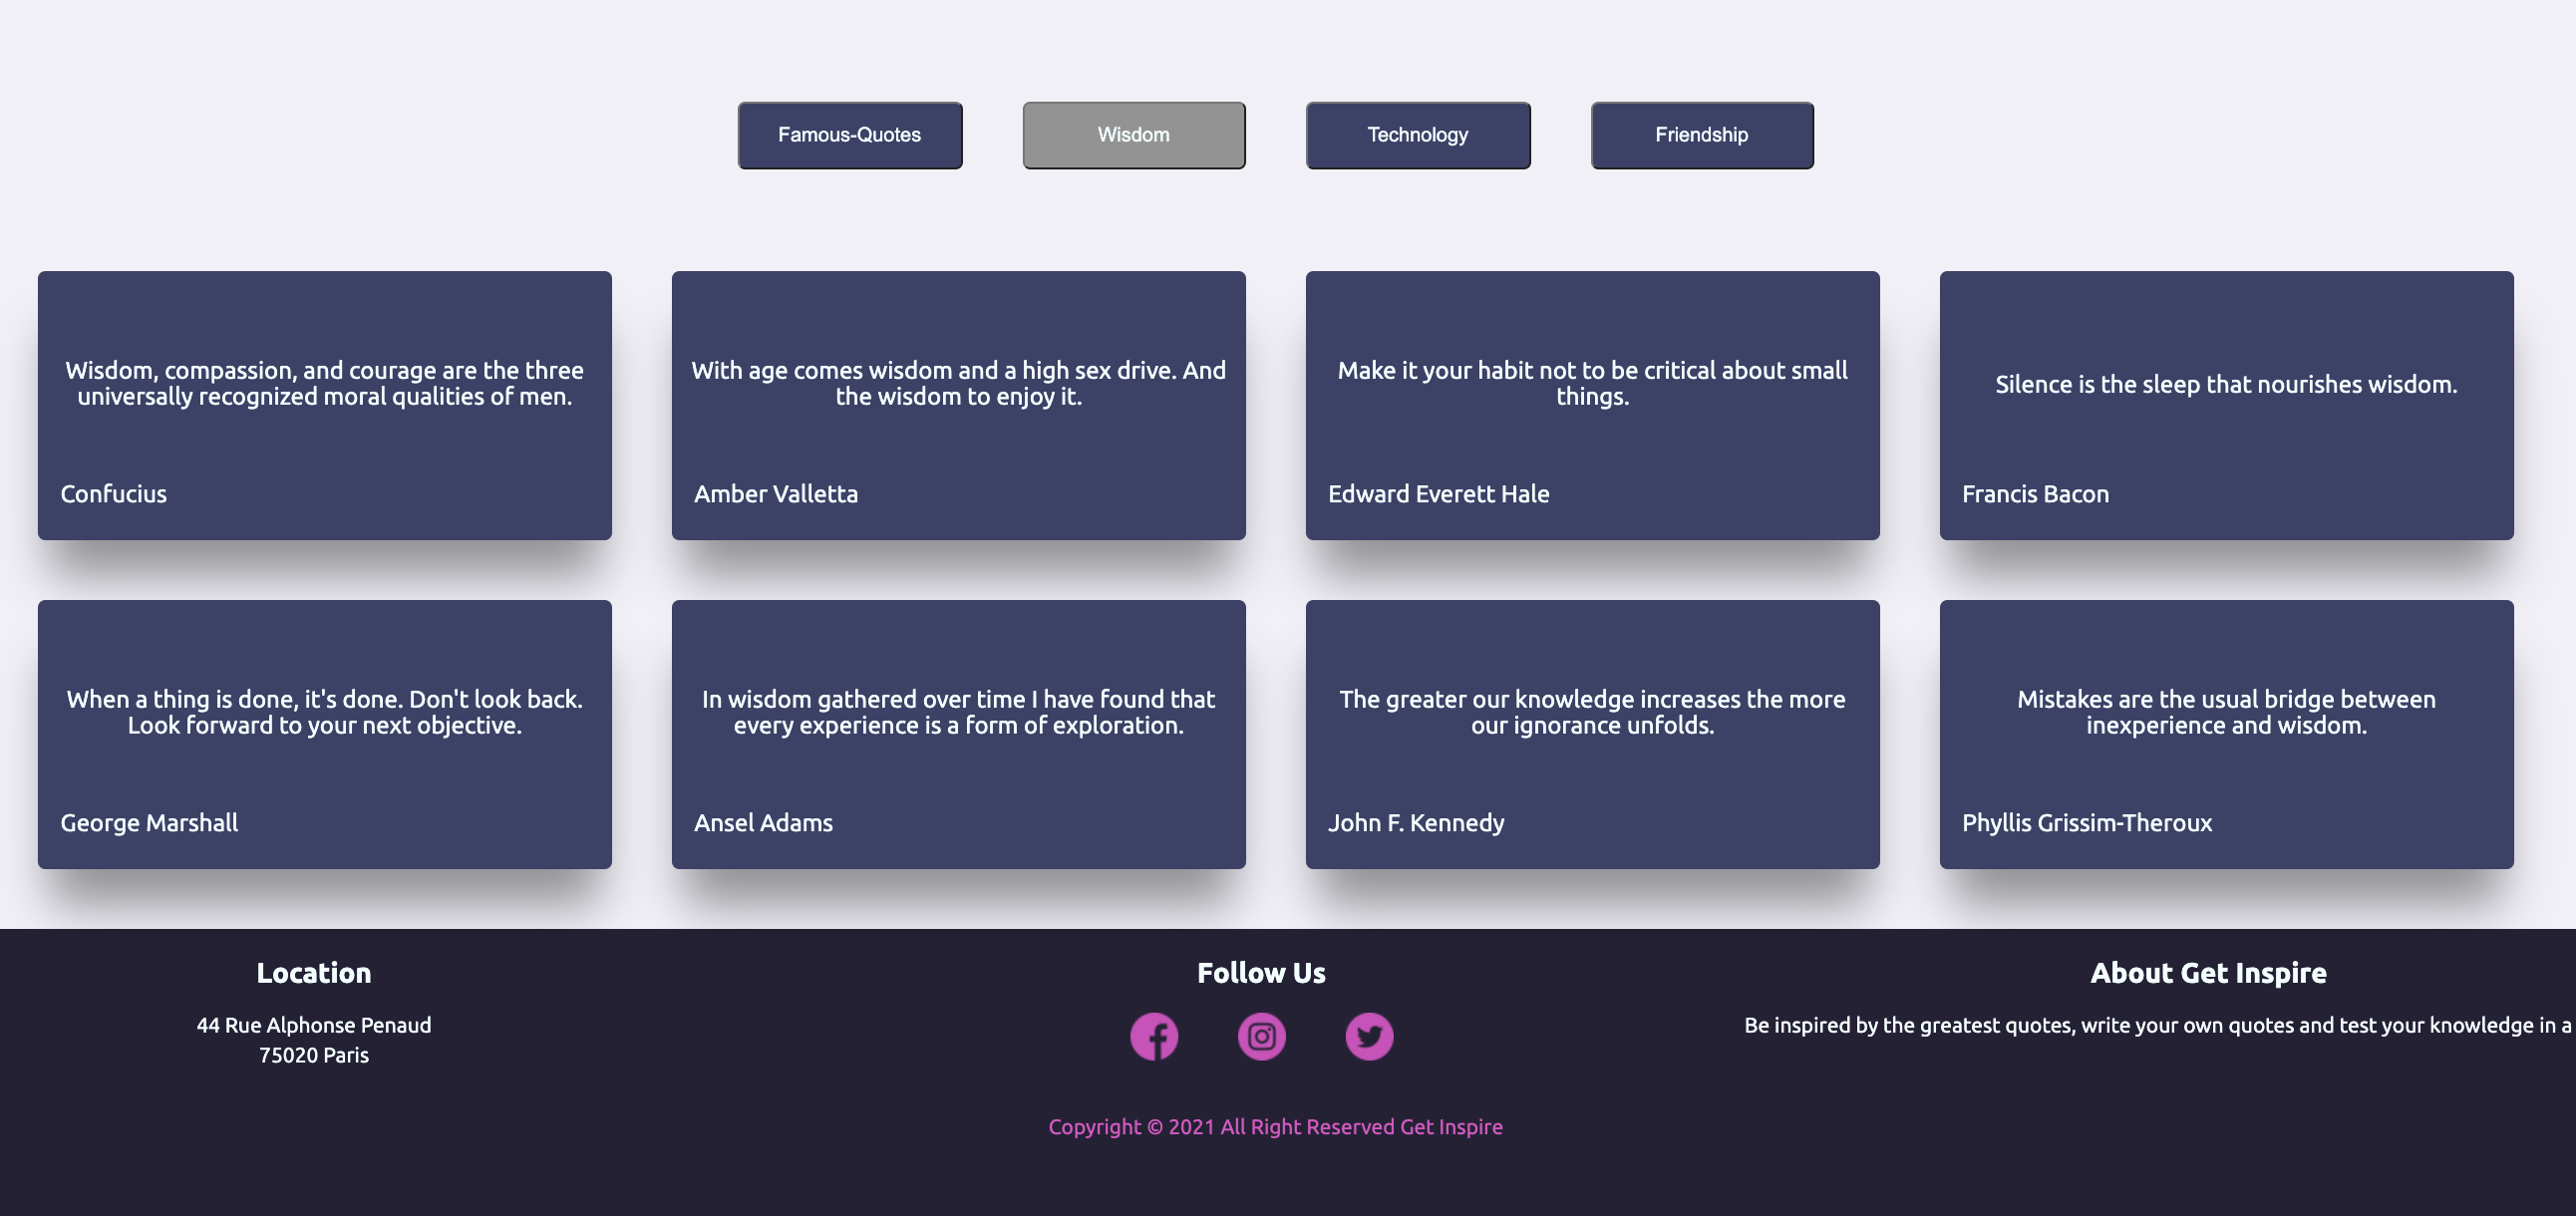 Famous-Quotes
Wisdom
Technology
Friendship
Wisdom, compassion, and courage are the three
universally recognized moral qualities of men.
Confucius
With age comes wisdom and a high sex drive. And
the wisdom to enjoy it.
Amber Valletta
Make it your habit not to be critical about small
things.
Edward Everett Hale
Silence is the sleep that nourishes wisdom.
Francis Bacon
When a thing is done, it's done. Don't look back.
Look forward to your next objective.
George Marshall
In wisdom gathered over time I have found that
every experience is a form of exploration.
Ansel Adams
The greater our knowledge increases the more
our ignorance unfolds.
John F. Kennedy
Mistakes are the usual bridge between
inexperience and wisdom.
Phyllis Grissim-Theroux
Location
44 Rue Alphonse Penaud
75020 Paris
Follow Us
About Get Inspire
Be inspired by the greatest quotes, write your own quotes and test your knowledge in a
Copyright © 2021 All Right Reserved Get Inspire